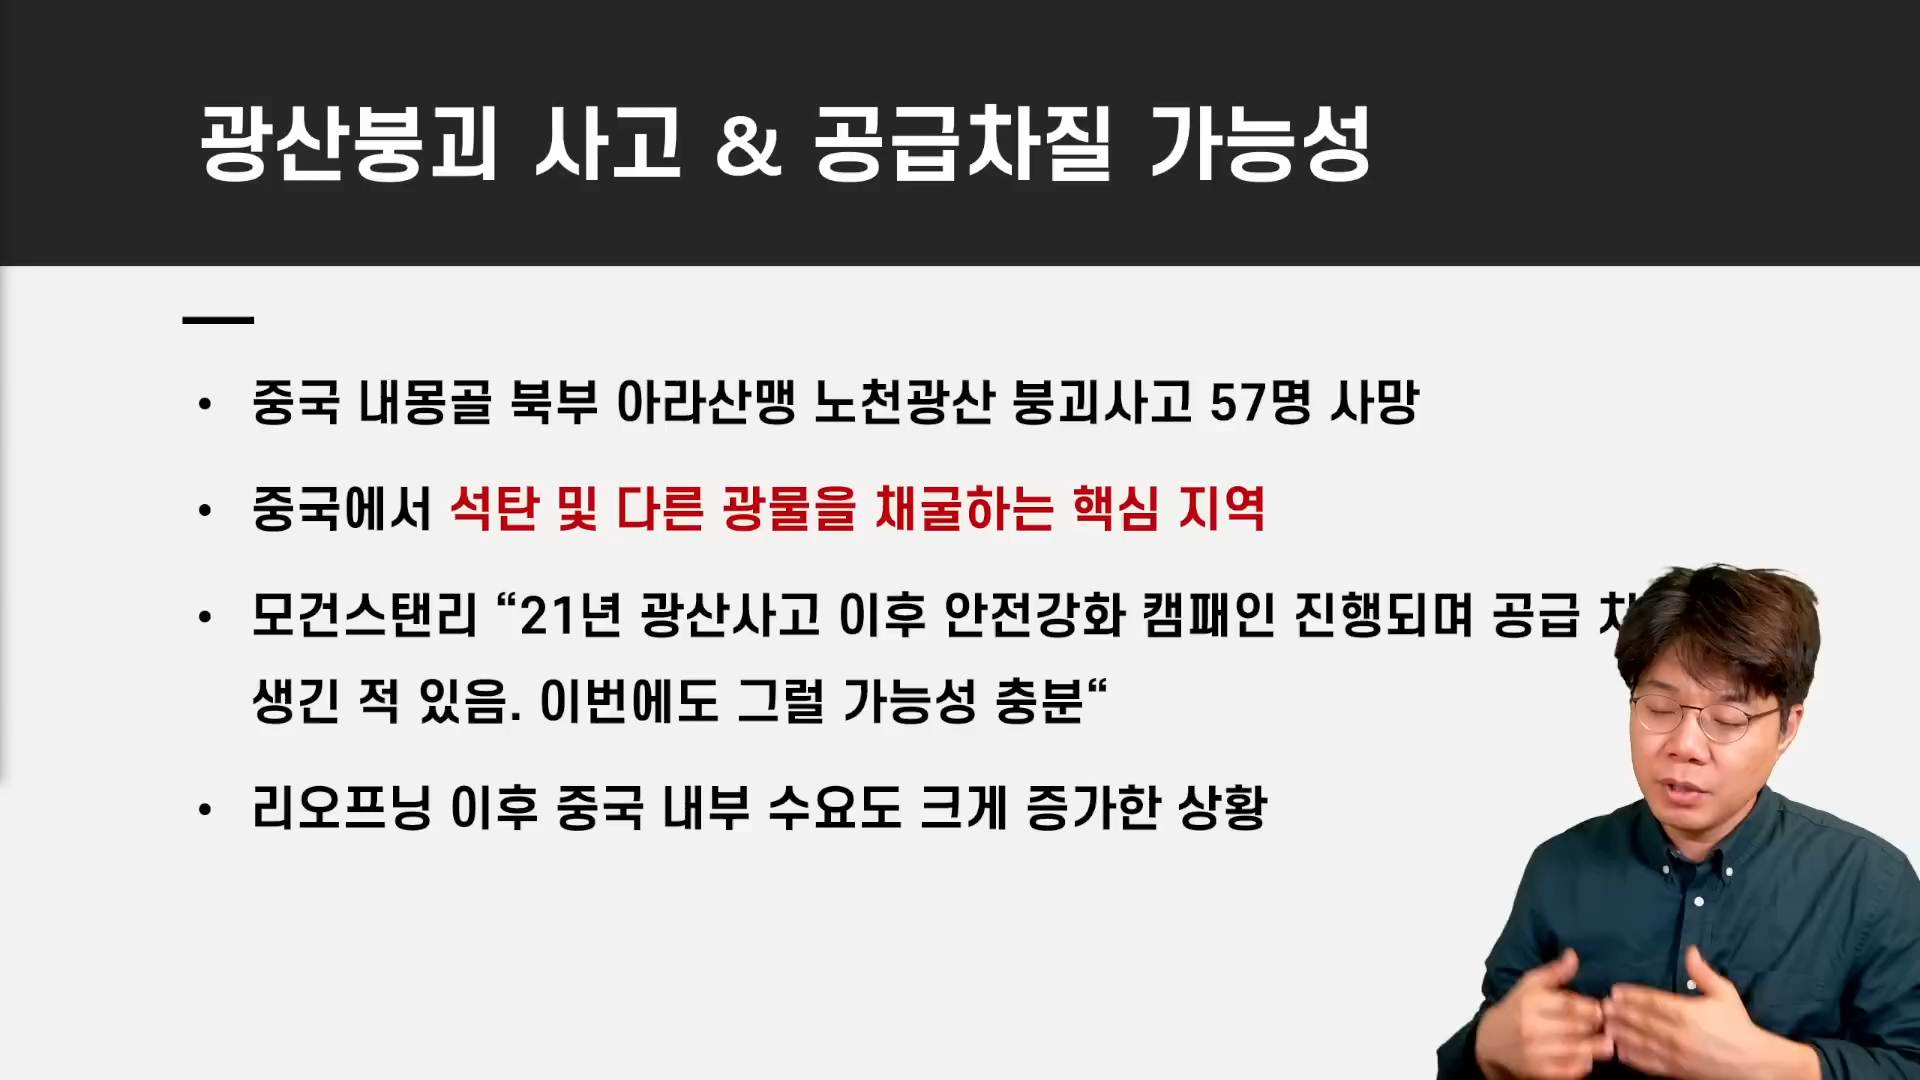 광산붕괴 사고 & 공급차질 가능성
• 중국 내몽골 북부 아라산맹 노천광산 붕괴사고 57명 사망
• 중국에서 석탄 및 다른 광물을 채굴하는 핵심 지역
• 모건스탠리 “21년 광산사고 이후 안전강화 캠페인 진행되며 공급
생긴 적 있음. 이번에도 그럴 가능성 충분“
• 리오프닝 이후 중국 내부 수요도 크게 증가한 상황